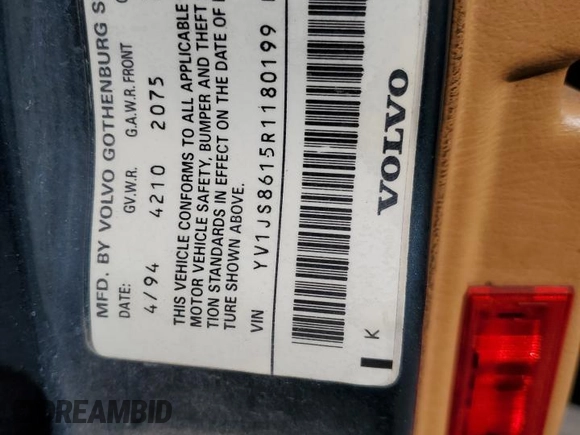 MFD. BY VOLVO GOTHENBURG S
DATE: G.V.W.R. G.A.W.R. FRONT
4/94 4210 2075
THIS VEHICLE CONFORMS TO ALL APPLICABLE
MOTOR VEHICLE SAFETY, BUMPER AND THEFT
TION STANDARDS IN EFFECT ON THE DATE OF
TURE SHOWN ABOVE.
VIN YV1JS8615R1180199
K
VOLVO
DREAMBID